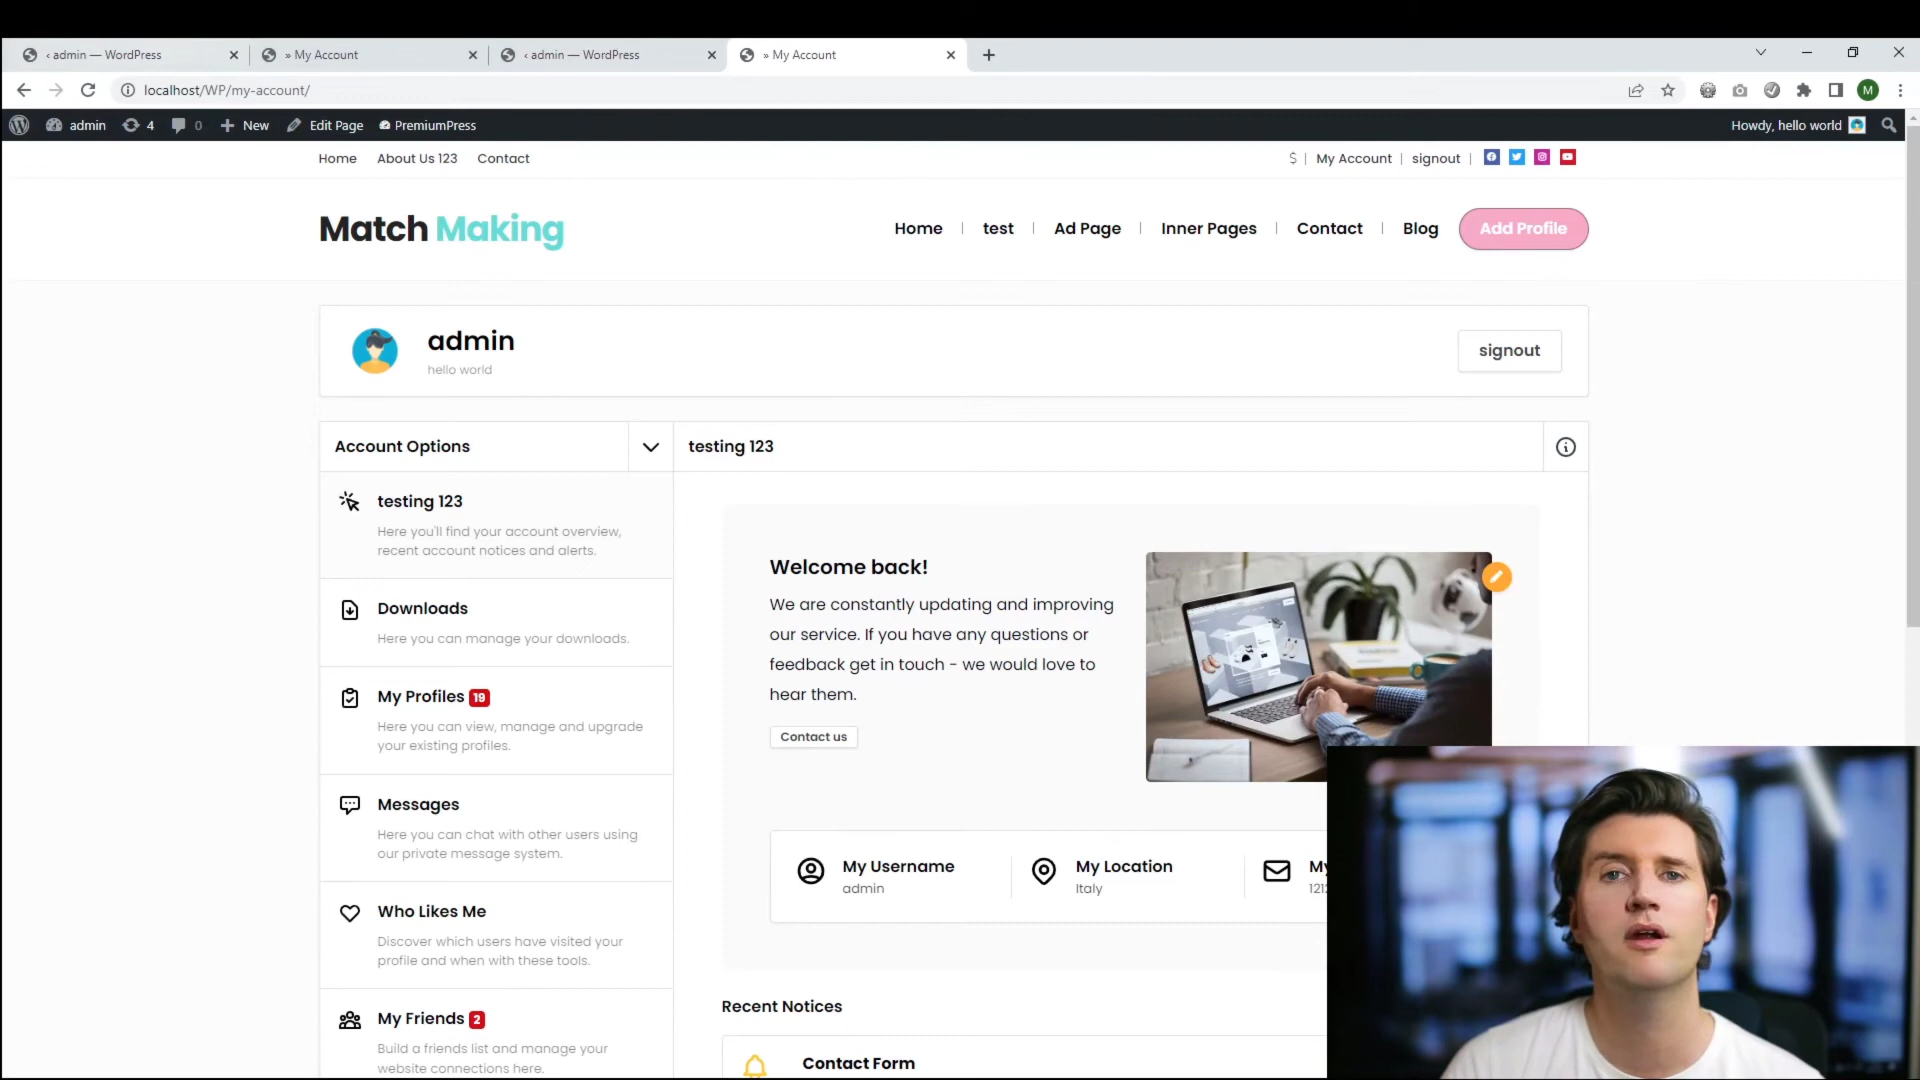 ‹ admin — WordPress
» My Account
‹ admin — WordPress
» My Account
localhost/WP/my-account/
M
admin
4
0
New
Edit Page
PremiumPress
Howdy, hello world
Home
About Us 123
Contact
$
My Account
signout
Match Making
Home
test
Ad Page
Inner Pages
Contact
Blog
Add Profile
admin
hello world
signout
Account Options
testing 123
testing 123
Here you'll find your account overview,
recent account notices and alerts.
Downloads
Here you can manage your downloads.
My Profiles 19
Here you can view, manage and upgrade
your existing profiles.
Messages
Here you can chat with other users using
our private message system.
Who Likes Me
Discover which users have visited your
profile and when with these tools.
My Friends 2
Build a friends list and manage your
website connections here.
Welcome back!
We are constantly updating and improving
our service. If you have any questions or
feedback get in touch - we would love to
hear them.
Contact us
My Username
admin
My Location
Italy
My
1212
Recent Notices
Contact Form